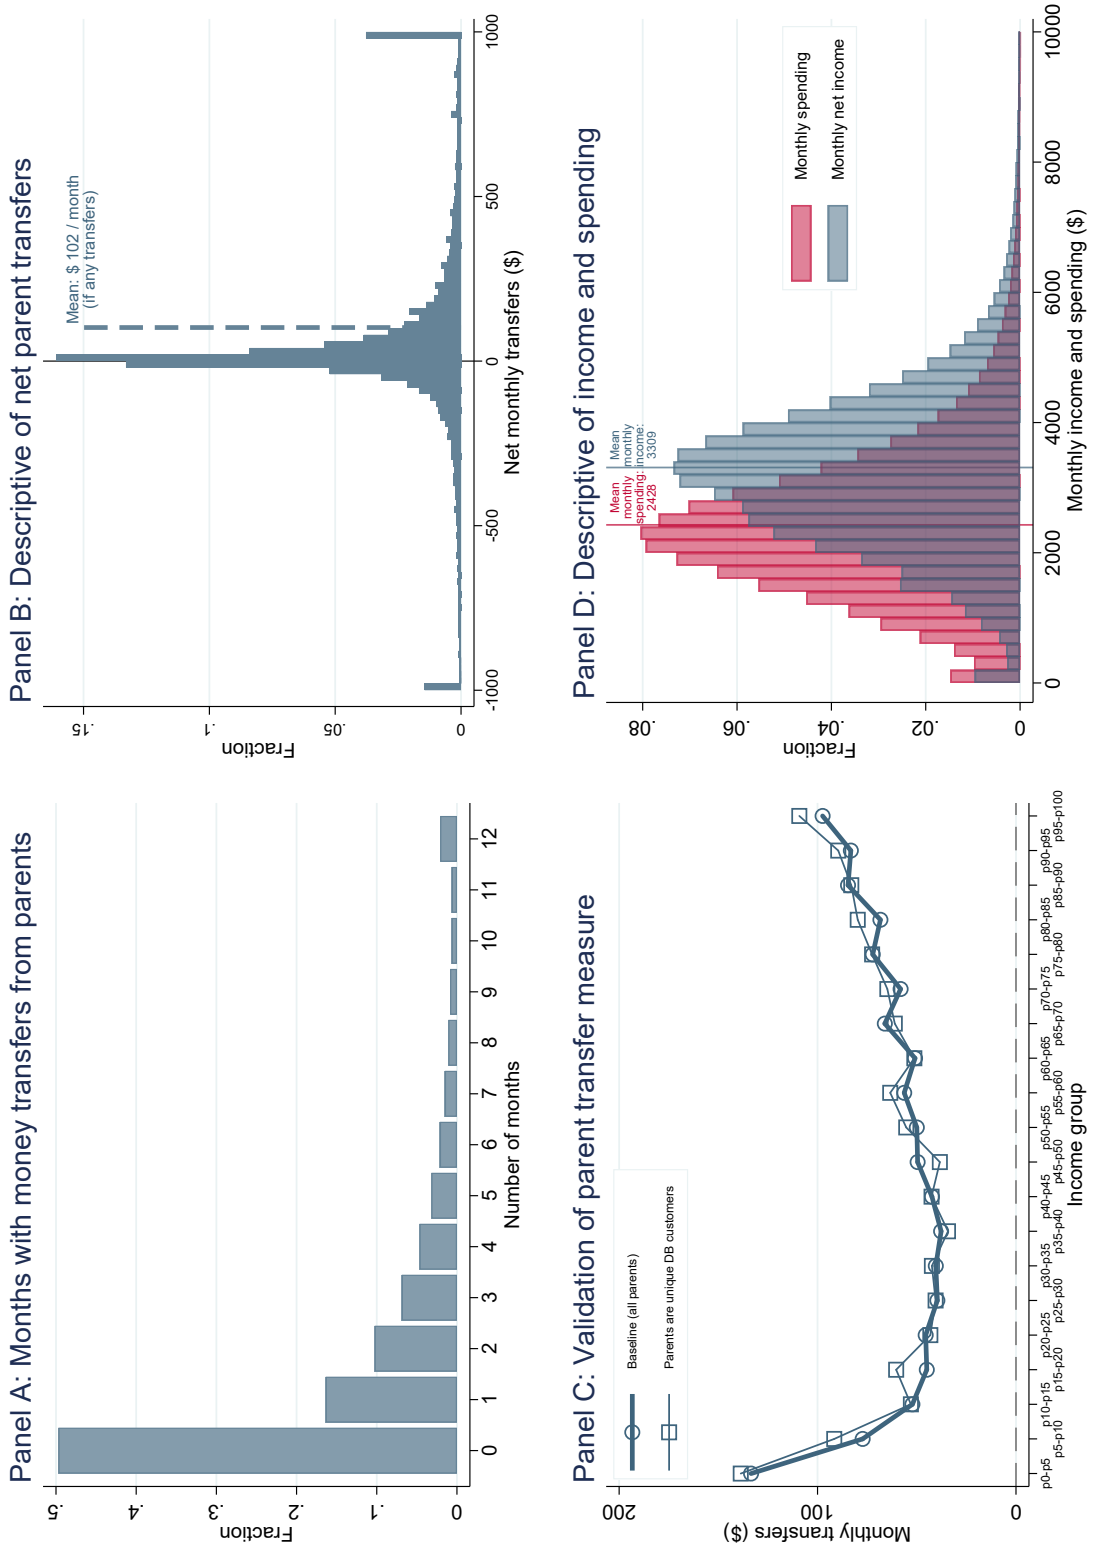 Panel A: Months with money transfers from parents
Fraction
.5
.4
.3
.2
.1
0
0 1 2 3 4 5 6 7 8 9 10 11 12
Number of months
Panel B: Descriptive of net parent transfers
Mean: $ 102 / month
(if any transfers)
Fraction
.15
.1
.05
0
-1000 -500 0 500 1000
Net monthly transfers ($)
Panel C: Validation of parent transfer measure
Baseline (all parents)
Parents are unique DB customers
Monthly transfers ($)
200
100
0
p0-p5 p5-p10 p10-p15 p15-p20 p20-p25 p25-p30 p30-p35 p35-p40 p40-p45 p45-p50 p50-p55 p55-p60 p60-p65 p65-p70 p70-p75 p75-p80 p80-p85 p85-p90 p90-p95 p95-p100
Income group
Panel D: Descriptive of income and spending
Mean
monthly
spending:
2428
Mean
monthly
income:
3309
Monthly spending
Monthly net income
Fraction
.08
.06
.04
.02
0
0 2000 4000 6000 8000 10000
Monthly income and spending ($)